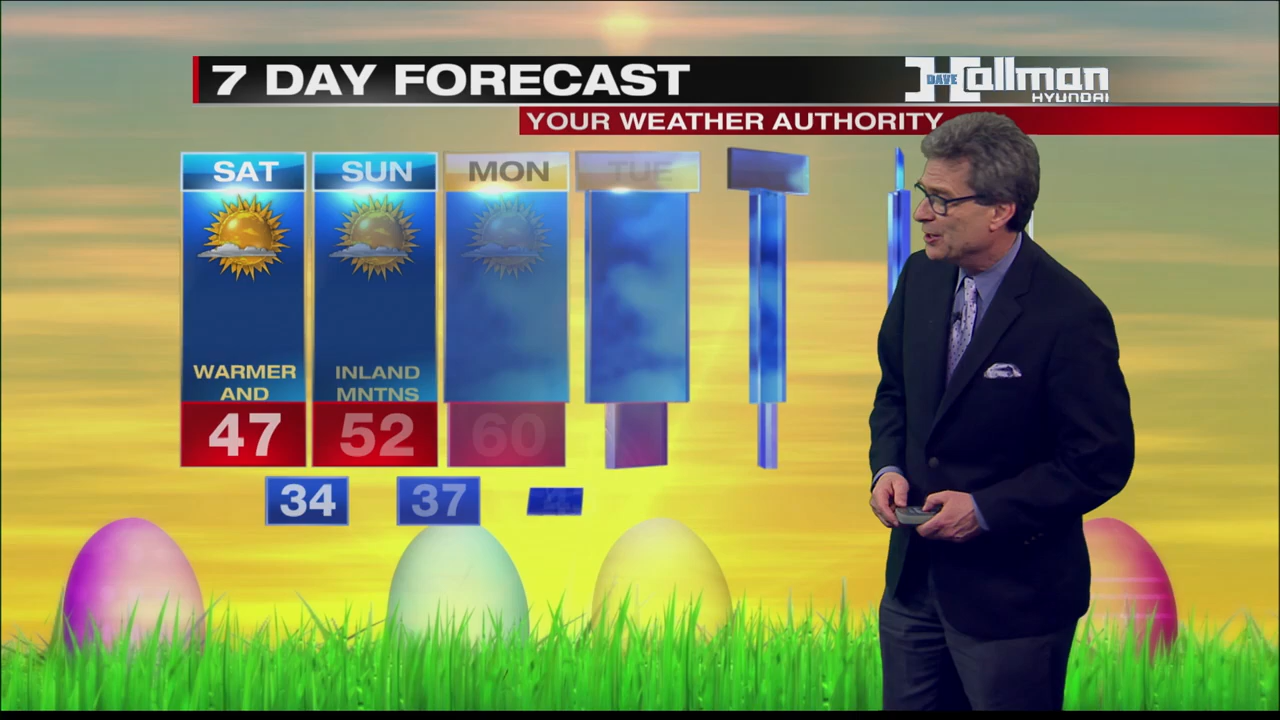 7 DAY FORECAST
DAVE Hallman
HYUNDAI
YOUR WEATHER AUTHORITY
SAT SUN MON TUE
WARMER INLAND
AND MNTNS
47 52 60
34 37